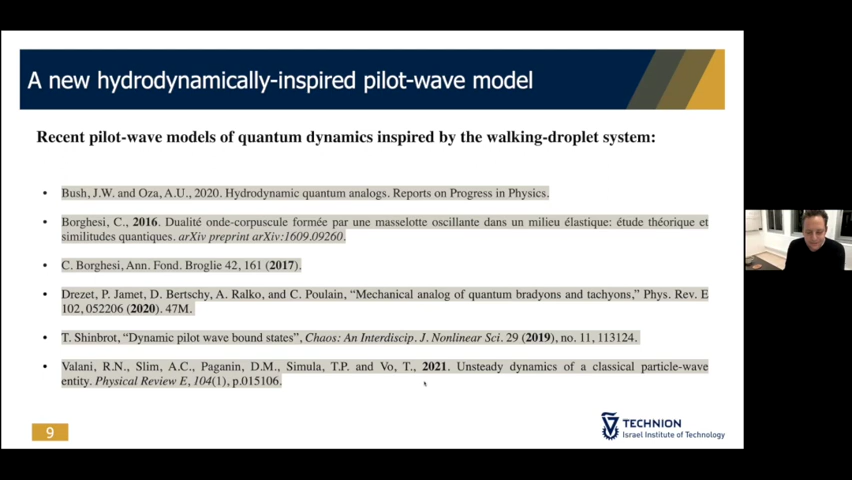 A new hydrodynamically-inspired pilot-wave model
Recent pilot-wave models of quantum dynamics inspired by the walking-droplet system:
• Bush, J.W. and Oza, A.U., 2020. Hydrodynamic quantum analogs. Reports on Progress in Physics.
• Borghesi, C., 2016. Dualité onde-corpuscule formée par une masselotte oscillante dans un milieu élastique: étude théorique et
similitudes quantiques. arXiv preprint arXiv:1609.09260.
• C. Borghesi, Ann. Fond. Broglie 42, 161 (2017).
• Drezet, P. Jamet, D. Bertschy, A. Ralko, and C. Poulain, “Mechanical analog of quantum bradyons and tachyons,” Phys. Rev. E
102, 052206 (2020). 47M.
• T. Shinbrot, “Dynamic pilot wave bound states”, Chaos: An Interdiscip. J. Nonlinear Sci. 29 (2019), no. 11, 113124.
• Valani, R.N., Slim, A.C., Paganin, D.M., Simula, T.P. and Vo, T., 2021. Unsteady dynamics of a classical particle-wave
entity. Physical Review E, 104(1), p.015106.
9
TECHNION
Israel Institute of Technology